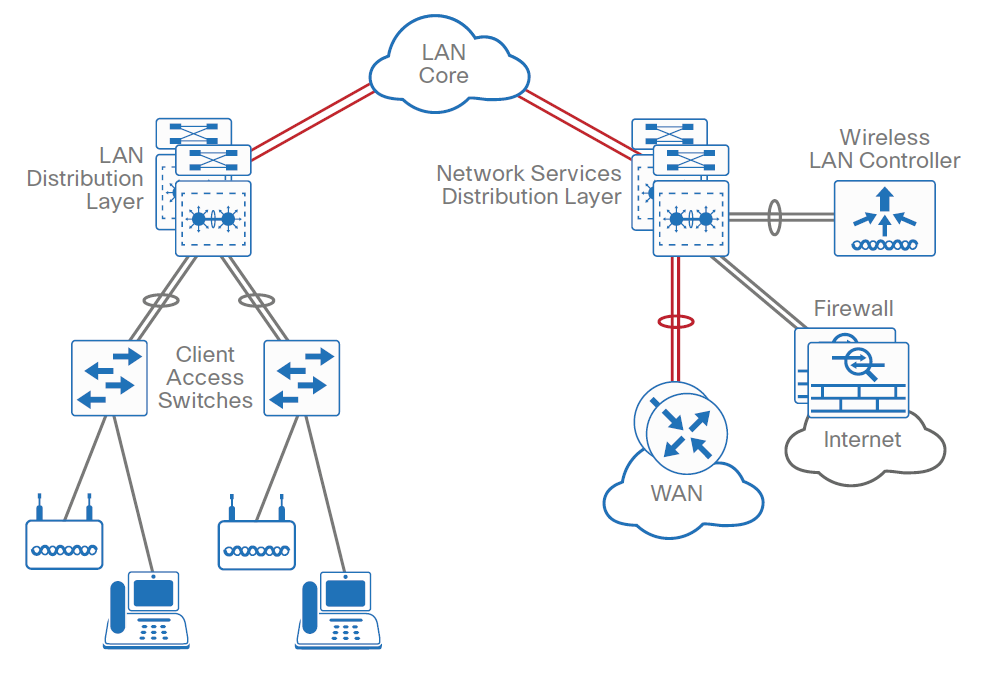 LAN
Core
LAN
Distribution
Layer
Network Services
Distribution Layer
Wireless
LAN Controller
Firewall
Client
Access
Switches
Internet
WAN